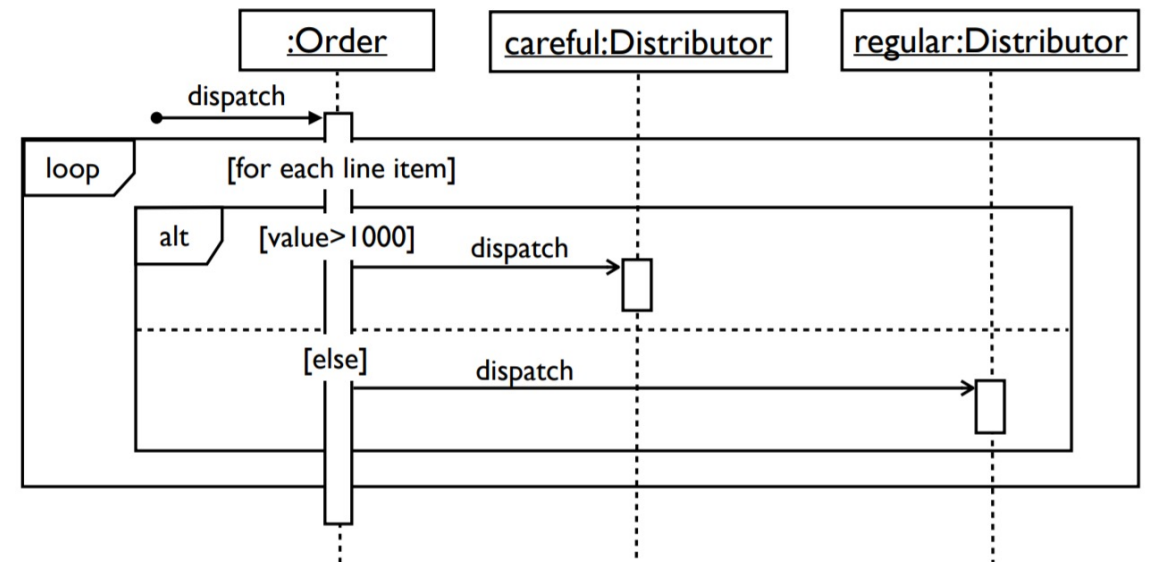 :Order
careful:Distributor
regular:Distributor
dispatch
loop
[for each line item]
alt
[value>1000]
dispatch
[else]
dispatch